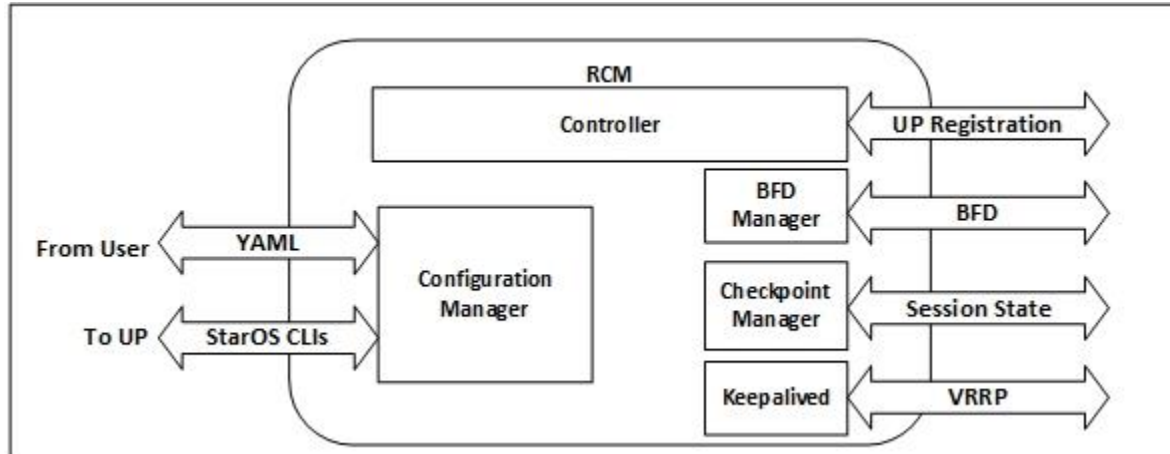 RCM
Controller
UP Registration
BFD
Manager
BFD
From User
YAML
Configuration
Manager
Checkpoint
Manager
Session State
To UP
StarOS CLIs
Keepalived
VRRP